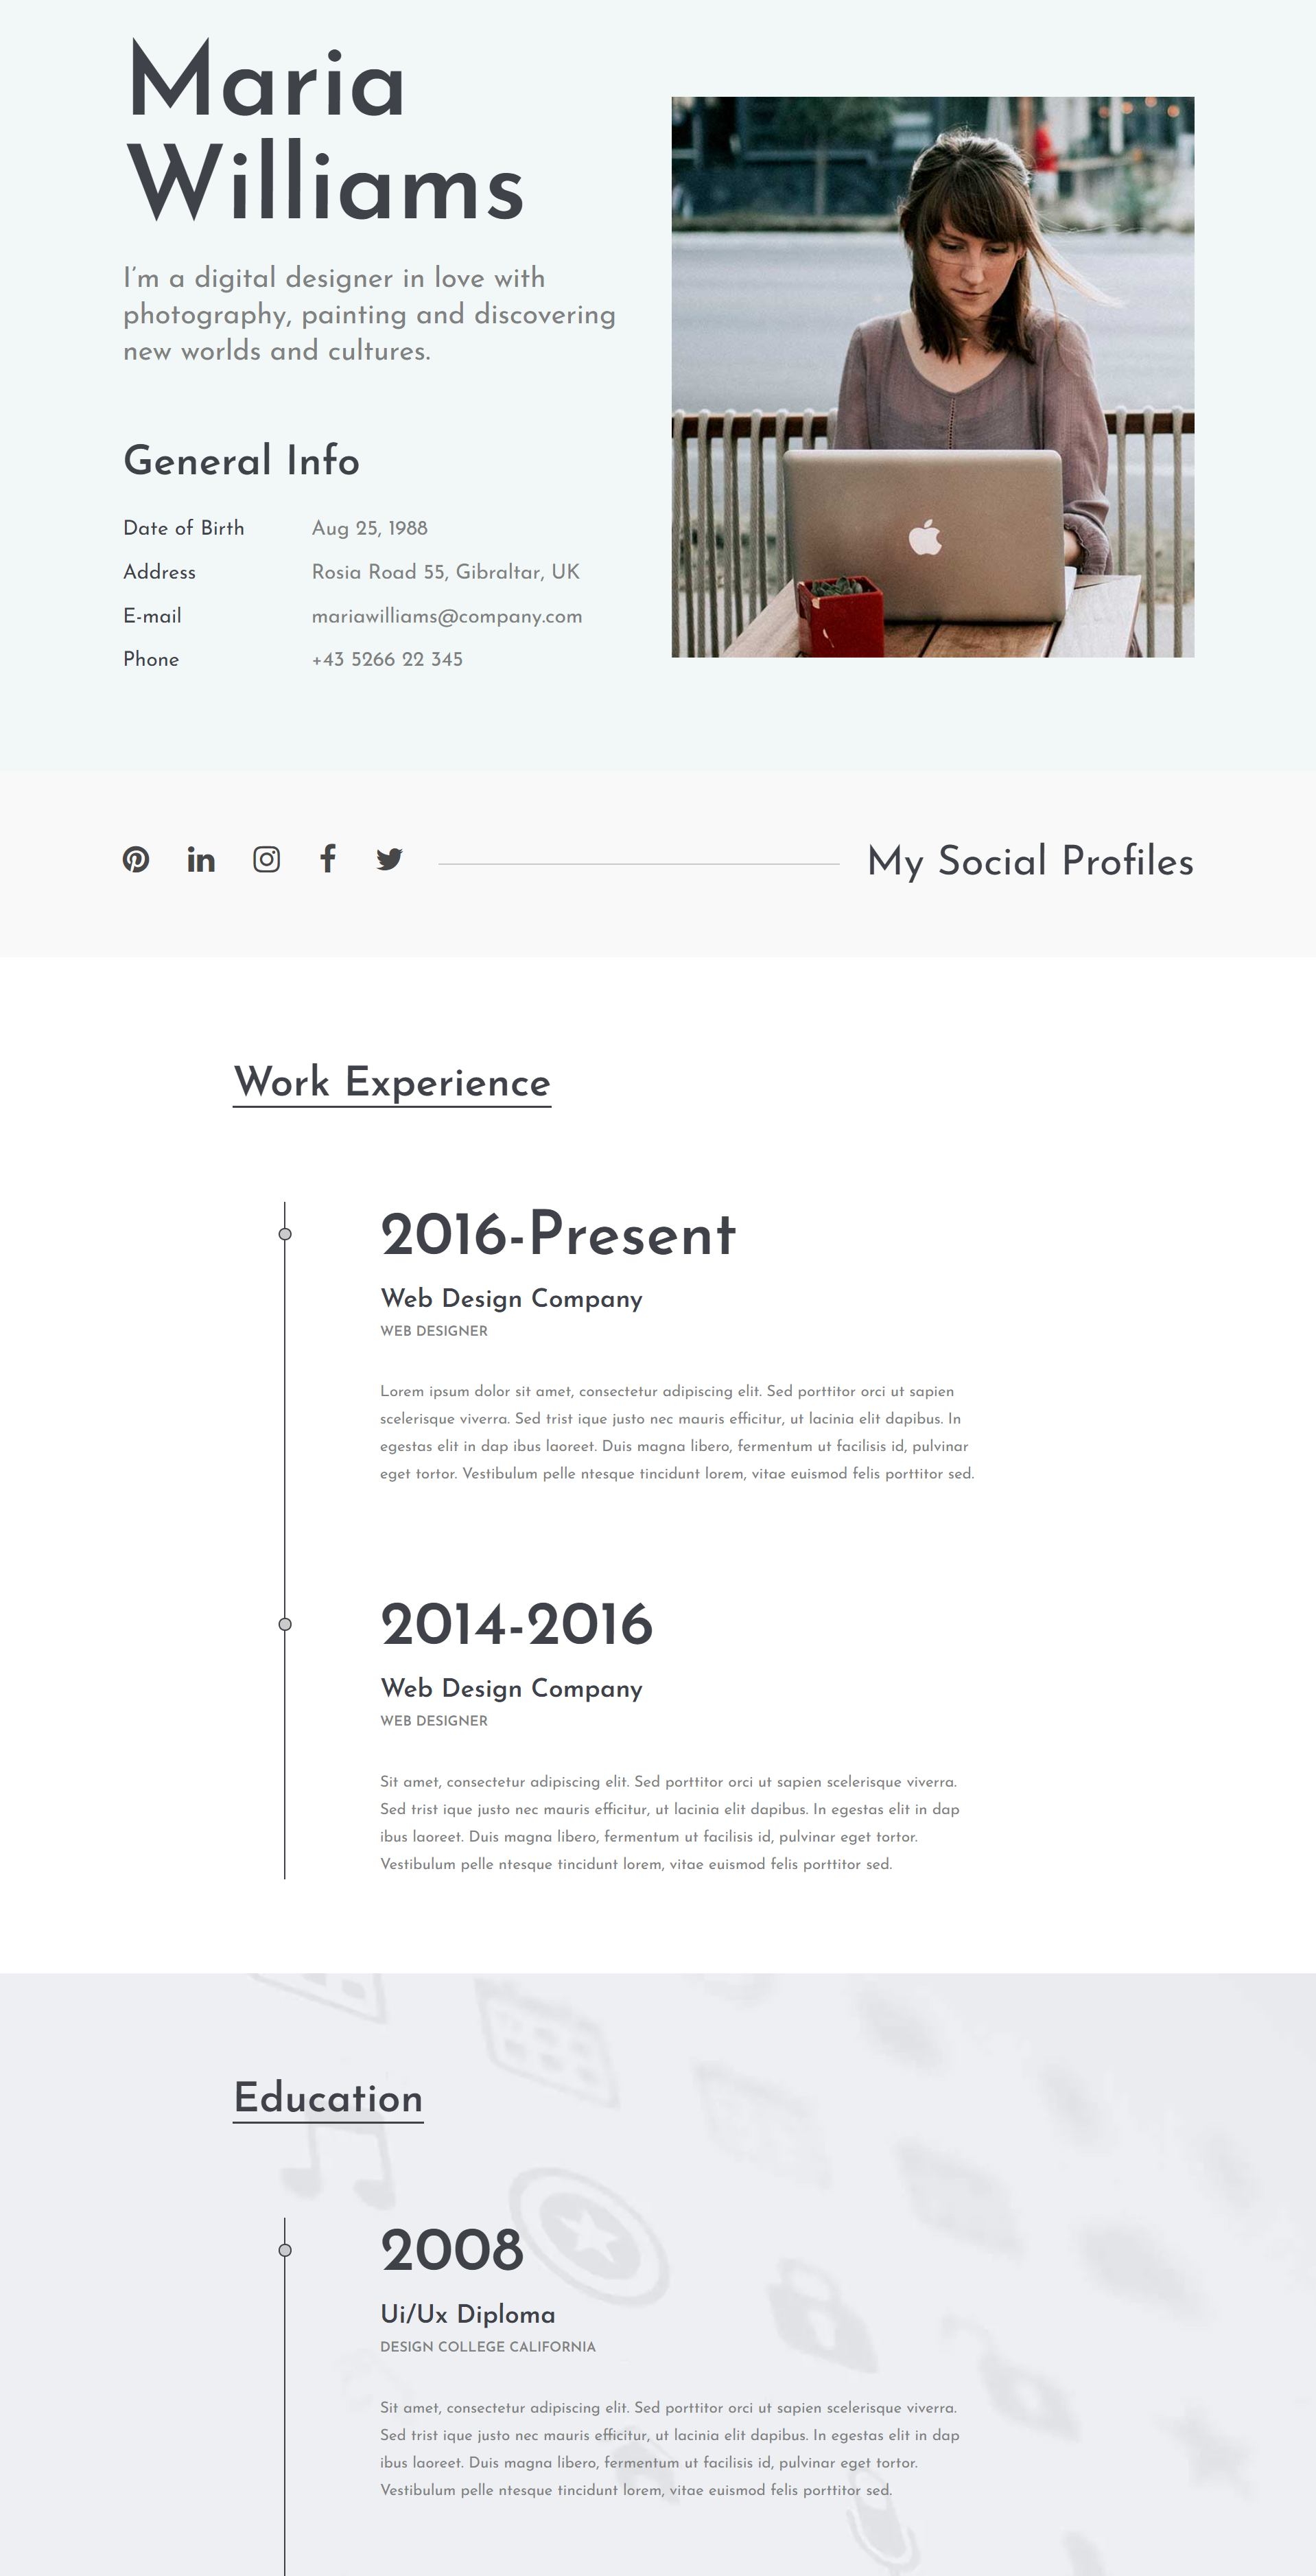 Maria
Williams
I'm a digital designer in love with
photography, painting and discovering
new worlds and cultures.
General Info
Date of Birth Aug 25, 1988
Address Rosia Road 55, Gibraltar, UK
E-mail mariawilliams@company.com
Phone +43 5266 22 345
My Social Profiles
Work Experience
2016-Present
Web Design Company
WEB DESIGNER
Lorem ipsum dolor sit amet, consectetur adipiscing elit. Sed porttitor orci ut sapien
scelerisque viverra. Sed trist ique justo nec mauris efficitur, ut lacinia elit dapibus. In
egestas elit in dap ibus laoreet. Duis magna libero, fermentum ut facilisis id, pulvinar
eget tortor. Vestibulum pelle ntesque tincidunt lorem, vitae euismod felis porttitor sed.
2014-2016
Web Design Company
WEB DESIGNER
Sit amet, consectetur adipiscing elit. Sed porttitor orci ut sapien scelerisque viverra.
Sed trist ique justo nec mauris efficitur, ut lacinia elit dapibus. In egestas elit in dap
ibus laoreet. Duis magna libero, fermentum ut facilisis id, pulvinar eget tortor.
Vestibulum pelle ntesque tincidunt lorem, vitae euismod felis porttitor sed.
Education
2008
Ui/Ux Diploma
DESIGN COLLEGE CALIFORNIA
Sit amet, consectetur adipiscing elit. Sed porttitor orci ut sapien scelerisque viverra.
Sed trist ique justo nec mauris efficitur, ut lacinia elit dapibus. In egestas elit in dap
ibus laoreet. Duis magna libero, fermentum ut facilisis id, pulvinar eget tortor.
Vestibulum pelle ntesque tincidunt lorem, vitae euismod felis porttitor sed.